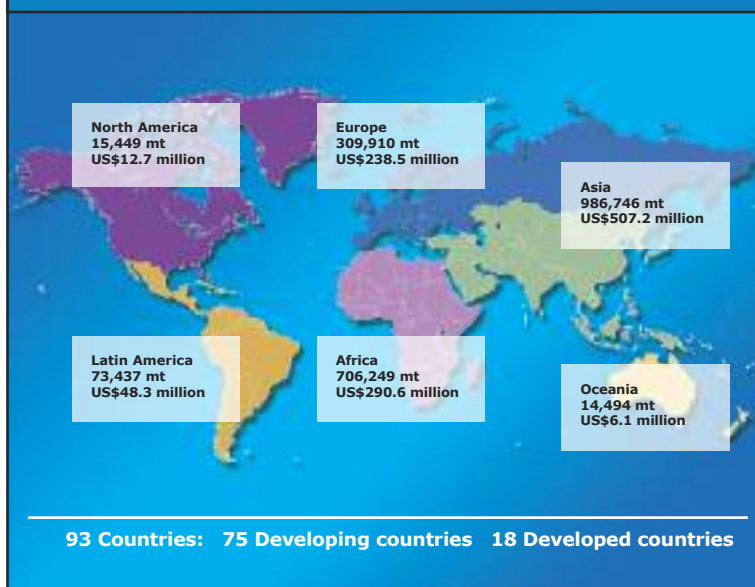 North America
15,449 mt
US$12.7 million
Europe
309,910 mt
US$238.5 million
Asia
986,746 mt
US$507.2 million
Latin America
73,437 mt
US$48.3 million
Africa
706,249 mt
US$290.6 million
Oceania
14,494 mt
US$6.1 million
93 Countries: 75 Developing countries 18 Developed countries